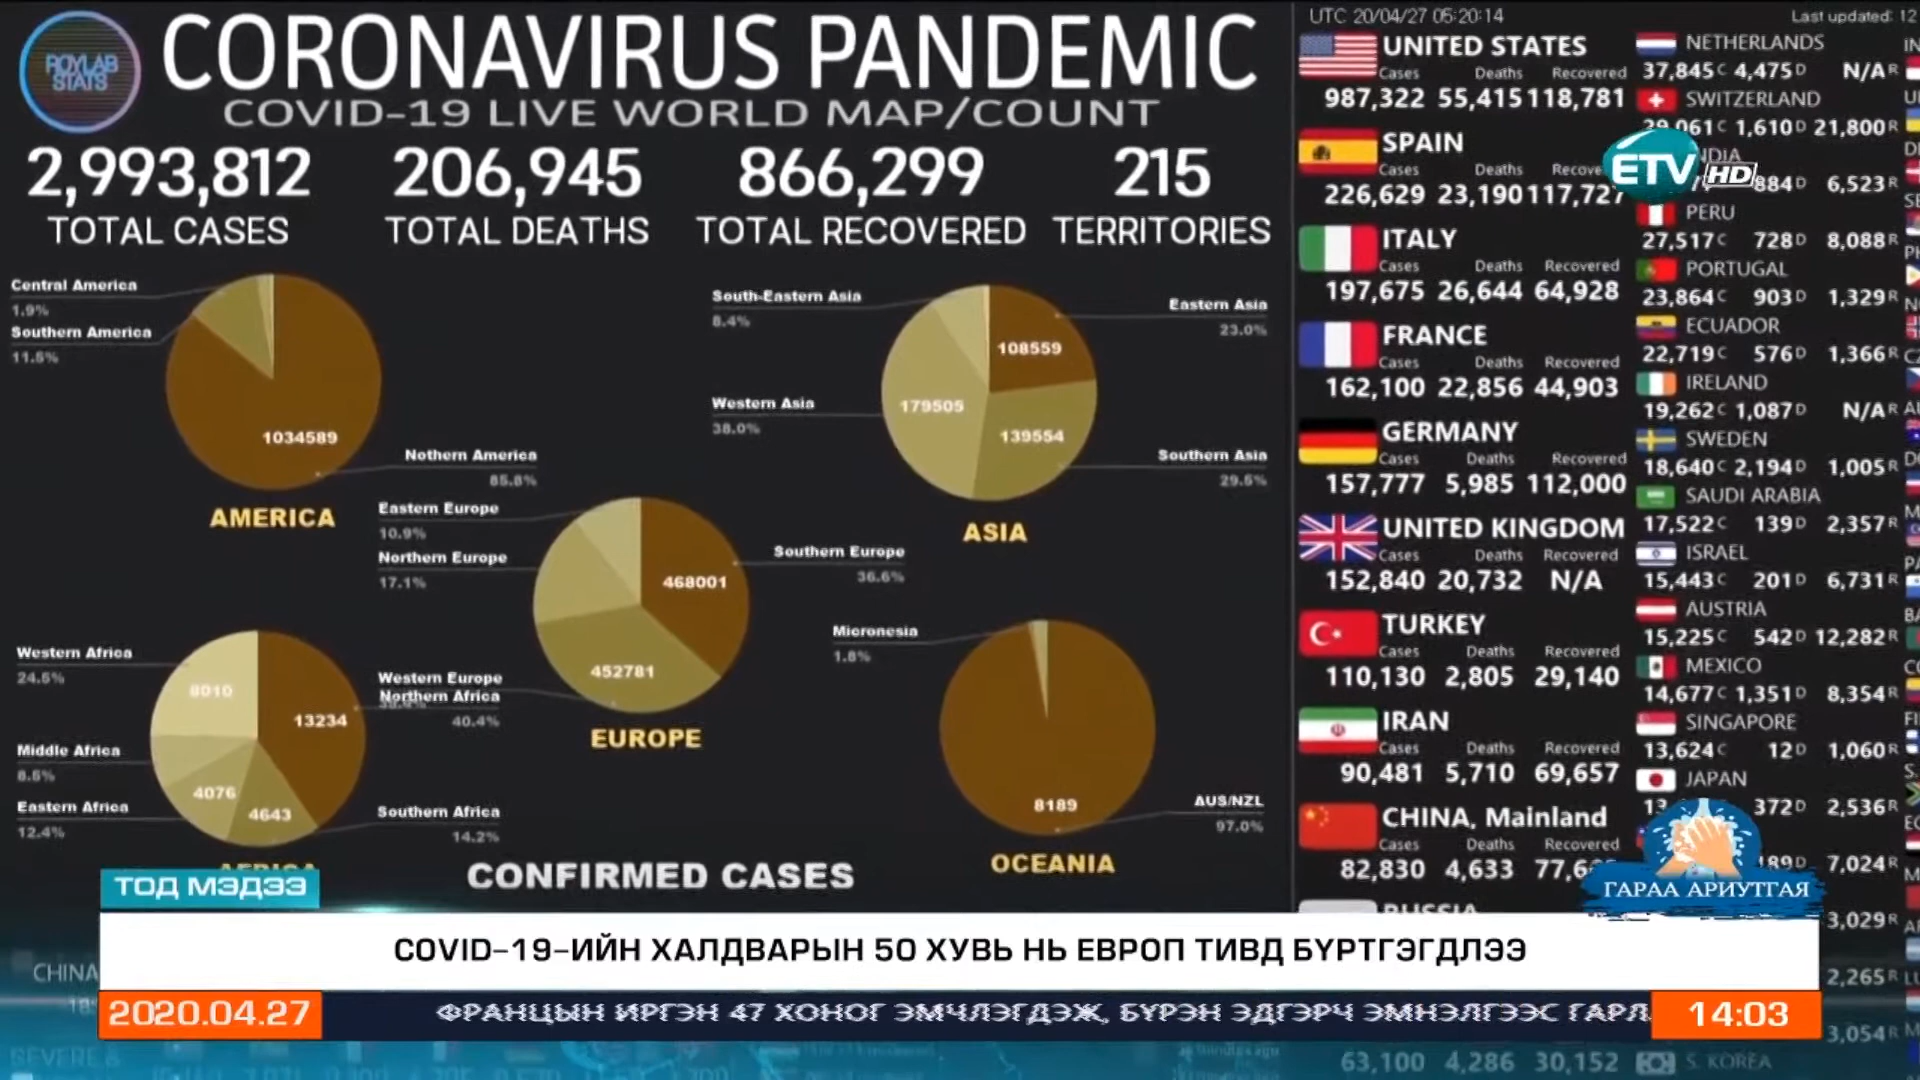 ROYLAB
STATS
CORONAVIRUS PANDEMIC
COVID-19 LIVE WORLD MAP/COUNT
2,993,812
TOTAL CASES
206,945
TOTAL DEATHS
866,299
TOTAL RECOVERED
215
TERRITORIES
Central America
1.9%
Southern America
11.5%
1034589
Nothern America
85.8%
AMERICA
South-Eastern Asia
8.4%
Eastern Asia
23.0%
108559
Western Asia
38.0%
179505
139554
Southern Asia
29.5%
ASIA
Eastern Europe
10.9%
Northern Europe
17.1%
Southern Europe
36.6%
468001
452781
Western Europe
EUROPE
Western Africa
24.5%
8010
13234
Northern Africa
40.4%
Middle Africa
8.5%
4076
4643
Eastern Africa
12.4%
Southern Africa
14.2%
AFRICA
Micronesia
1.8%
8189
AUS/NZL
97.0%
OCEANIA
CONFIRMED CASES
UTC 20/04/27 05:20:14
Last updated: 12
UNITED STATES
Cases Deaths Recovered
987,322 55,415 118,781
SPAIN
Cases Deaths
226,629 23,190 117,727
ITALY
Cases Deaths Recovered
197,675 26,644 64,928
FRANCE
Cases Deaths Recovered
162,100 22,856 44,903
GERMANY
Cases Deaths Recovered
157,777 5,985 112,000
UNITED KINGDOM
Cases Deaths Recovered
152,840 20,732 N/A
TURKEY
Cases Deaths Recovered
110,130 2,805 29,140
IRAN
Cases Deaths Recovered
90,481 5,710 69,657
CHINA, Mainland
Cases Deaths Recovered
82,830 4,633
RUSSIA
NETHERLANDS
37,845 C 4,475 D N/A R
SWITZERLAND
29,061 C 1,610 D 21,800 R
884 D 6,523 R
PERU
27,517 C 728 D 8,088 R
PORTUGAL
23,864 C 903 D 1,329 R
ECUADOR
22,719 C 576 D 1,366 R
IRELAND
19,262 C 1,087 D N/A R
SWEDEN
18,640 C 2,194 D 1,005 R
SAUDI ARABIA
17,522 C 139 D 2,357 R
ISRAEL
15,443 C 201 D 6,731 R
AUSTRIA
15,225 C 542 D 12,282 R
MEXICO
14,677 C 1,351 D 8,354 R
SINGAPORE
13,624 C 12 D 1,060 R
JAPAN
372 D 2,536 R
7,024 R
3,029 R
2,265 R
3,054 R
ETV HD
ГАРАА АРИУТГАЯ
ТОД МЭДЭЭ
COVID-19-ИЙН ХАЛДВАРЫН 50 ХУВЬ НЬ ЕВРОП ТИВД БҮРТГЭГДЛЭЭ
CHINA
2020.04.27
ФРАНЦЫН ИРГЭН 47 ХОНОГ ЭМЧЛЭГДЭЖ, БҮРЭН ЭДГЭРЧ ЭМНЭЛГЭЭС ГАРЛ
14:03
SEVERE &
63,100 4,286 30,152
S. KOREA